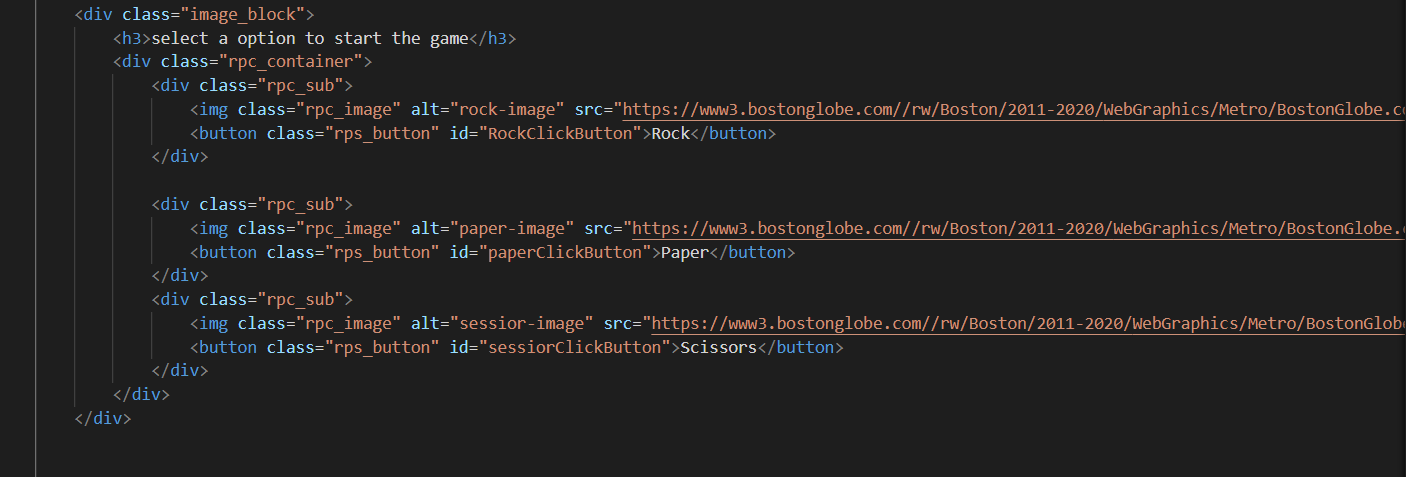 <div class="image_block">
<h3>select a option to start the game</h3>
<div class="rpc_container">
<div class="rpc_sub">
<img class="rpc_image" alt="rock-image" src="https://www3.bostonglobe.com//rw/Boston/2011-2020/WebGraphics/Metro/BostonGlobe.co
<button class="rps_button" id="RockClickButton">Rock</button>
</div>
<div class="rpc_sub">
<img class="rpc_image" alt="paper-image" src="https://www3.bostonglobe.com//rw/Boston/2011-2020/WebGraphics/Metro/BostonGlobe.c
<button class="rps_button" id="paperClickButton">Paper</button>
</div>
<div class="rpc_sub">
<img class="rpc_image" alt="sessior-image" src="https://www3.bostonglobe.com//rw/Boston/2011-2020/WebGraphics/Metro/BostonGlobe
<button class="rps_button" id="sessiorClickButton">Scissors</button>
</div>
</div>
</div>